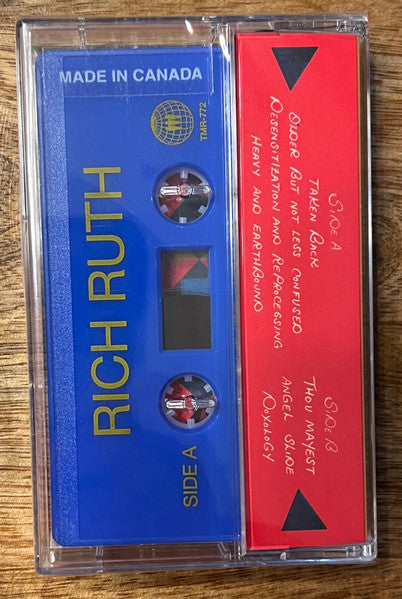 MADE IN CANADA
TMR-772
RICH RUTH
SIDE A
SIDE A
TAKEN BACK
OLDER BUT NOT LESS CONFUSED
DESENSITIZATION AND REPROCESSING
HEAVY AND EARTHBOUND
SIDE B
THOU MAYEST
ANGEL SLIDE
DOXOLOGY